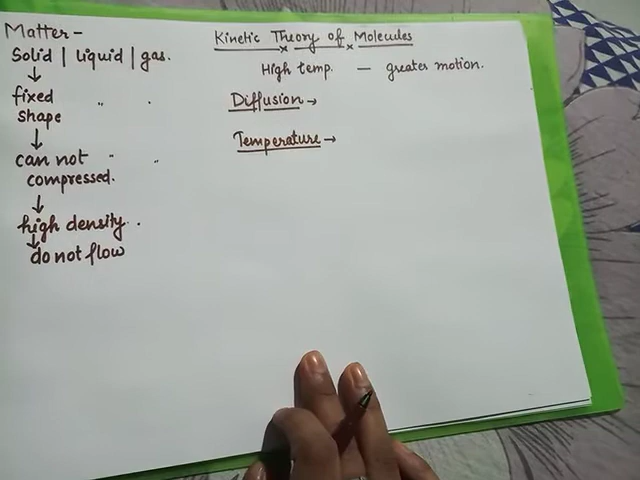 Matter-
Solid | Liquid | gas.
↓
fixed " .
shape
↓
can not " "
compressed.
↓
high density .
↓
do not flow
Kinetic Theory of Molecules
High temp. — greater motion.
Diffusion →
Temperature →